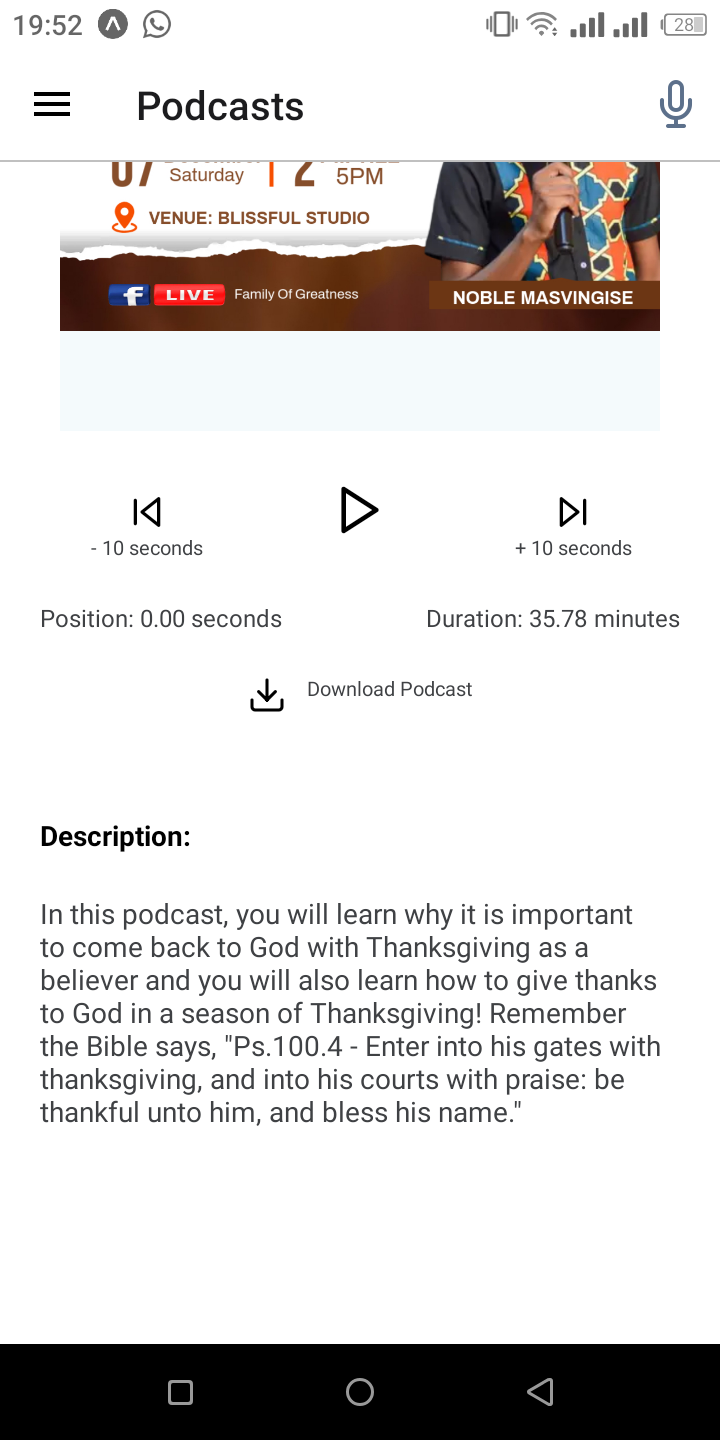 19:52
28
Podcasts
07
Saturday
2
5PM
VENUE: BLISSFUL STUDIO
f LIVE Family Of Greatness
NOBLE MASVINGISE
- 10 seconds
+ 10 seconds
Position: 0.00 seconds
Duration: 35.78 minutes
Download Podcast
Description:
In this podcast, you will learn why it is important
to come back to God with Thanksgiving as a
believer and you will also learn how to give thanks
to God in a season of Thanksgiving! Remember
the Bible says, "Ps.100.4 - Enter into his gates with
thanksgiving, and into his courts with praise: be
thankful unto him, and bless his name."